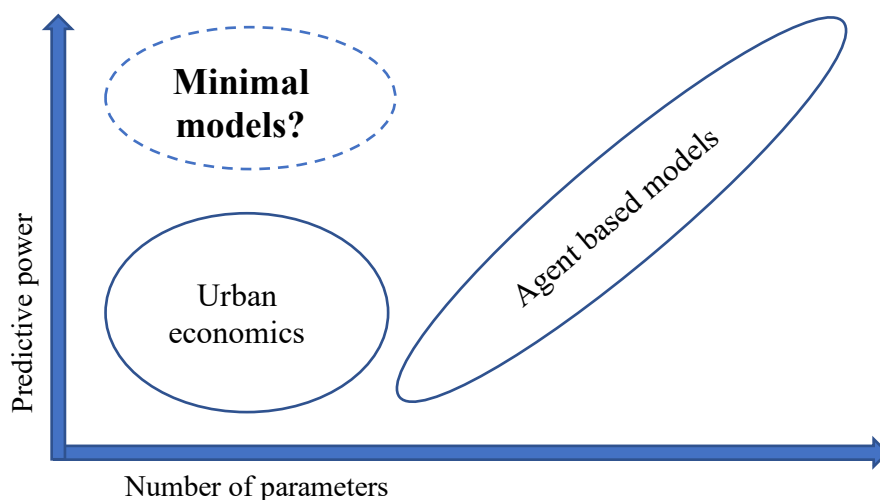 Minimal
models?
Agent based models
Urban
economics
Predictive power
Number of parameters